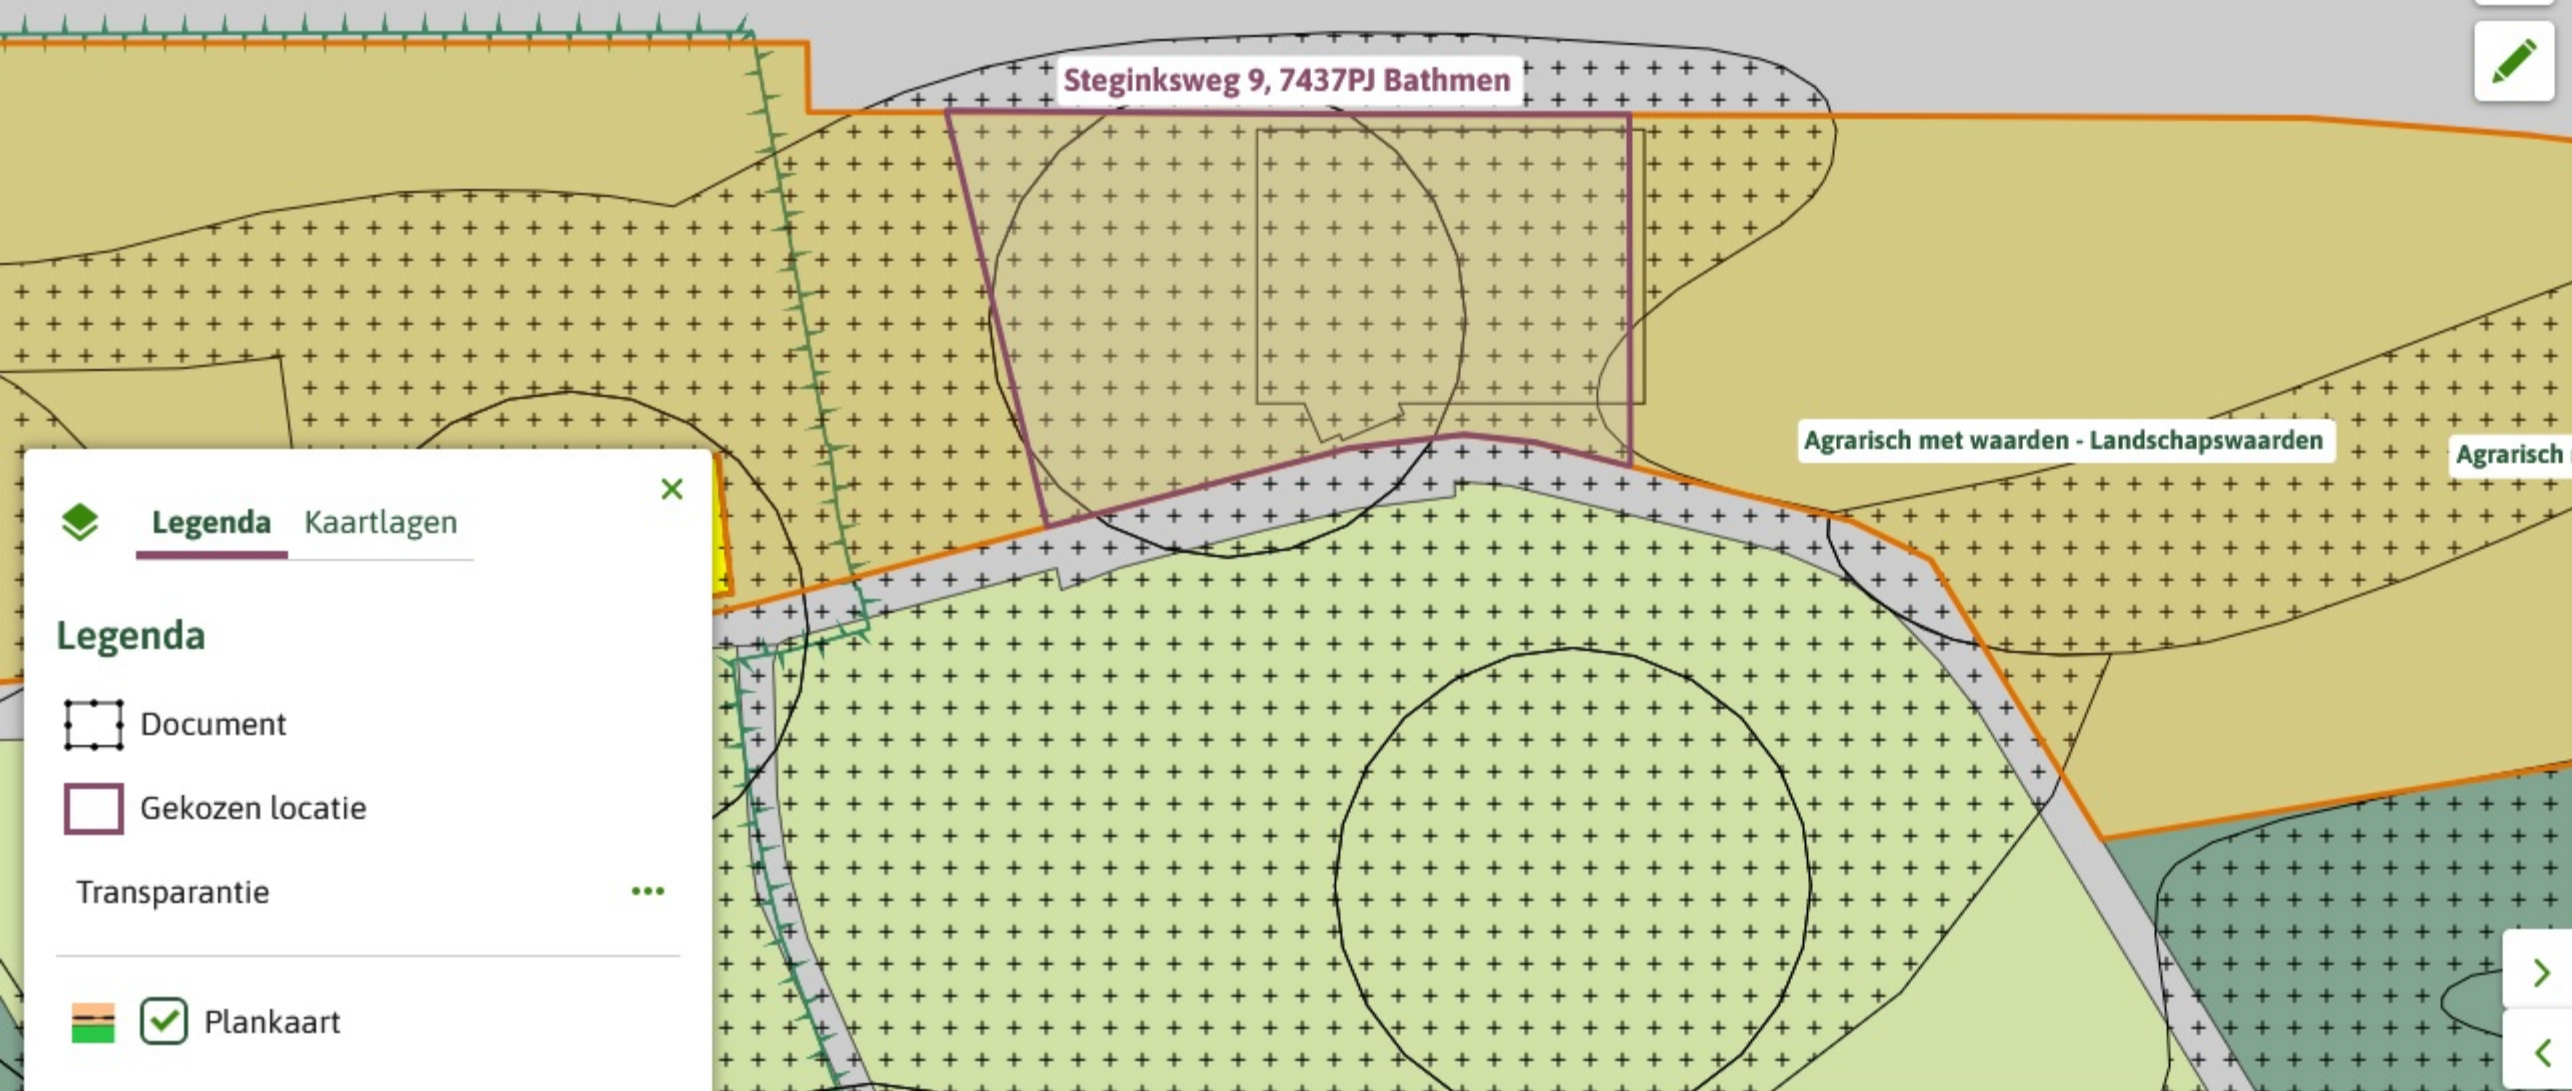 Steginksweg 9, 7437PJ Bathmen
Agrarisch met waarden - Landschapswaarden
Agrarisch
Legenda Kaartlagen
Legenda
Document
Gekozen locatie
Transparantie
Plankaart